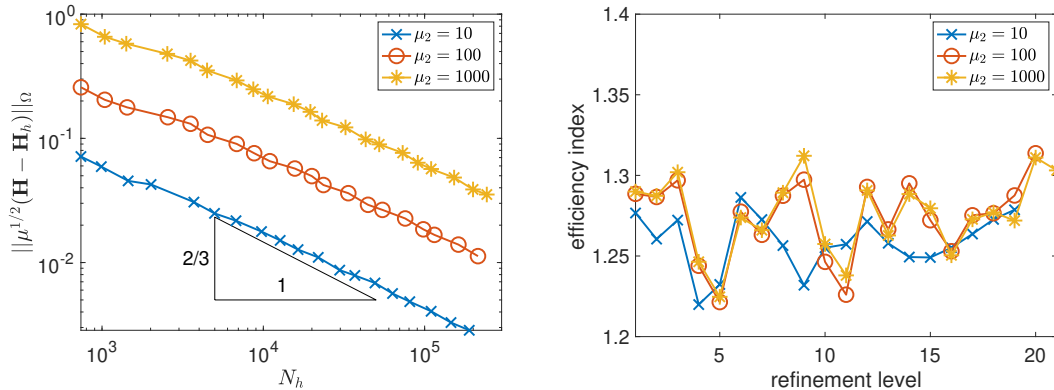 10^0
10^{-1}
10^{-2}
||μ^{1/2}(H − H_h)||_Ω
μ_2 = 10
μ_2 = 100
μ_2 = 1000
2/3
1
10^3
10^4
10^5
N_h
1.4
1.35
1.3
1.25
1.2
efficiency index
μ_2 = 10
μ_2 = 100
μ_2 = 1000
5
10
15
20
refinement level